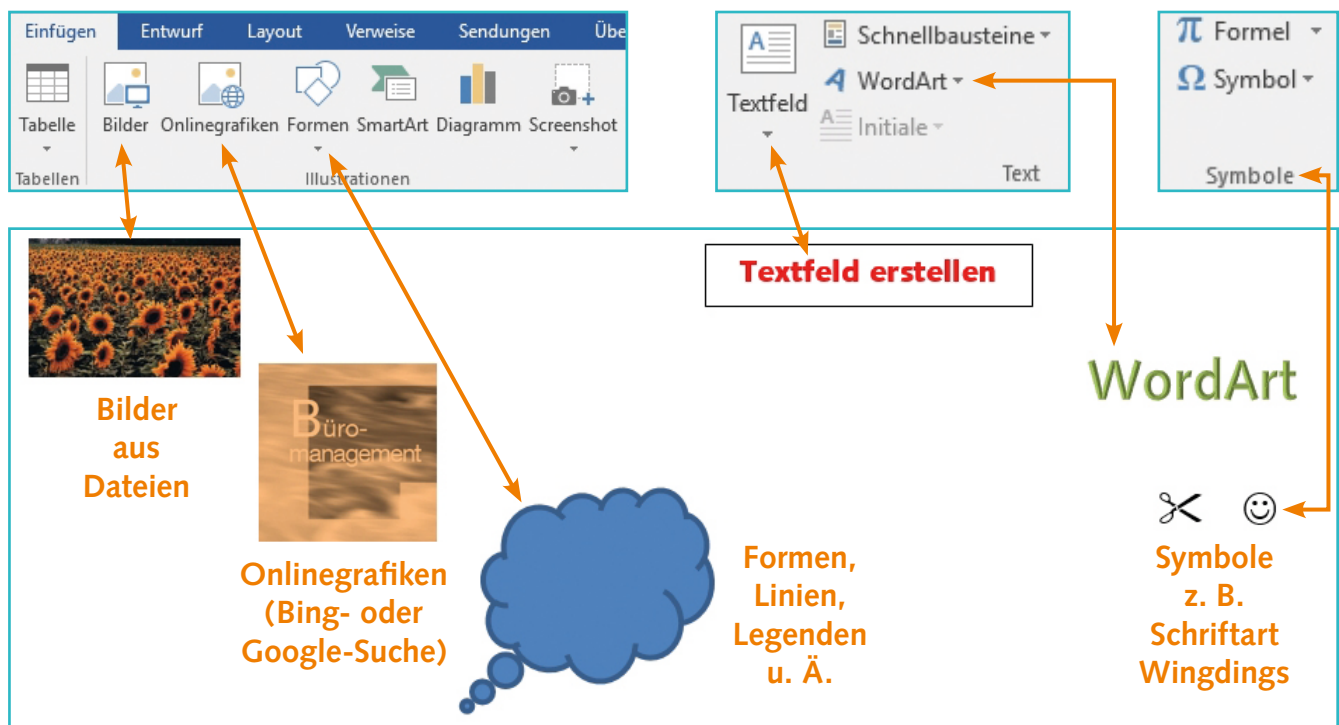 Einfügen Entwurf Layout Verweise Sendungen Übe
Tabelle Bilder Onlinegrafiken Formen SmartArt Diagramm Screenshot
Tabellen Illustrationen
Schnellbausteine
WordArt
Textfeld
Initiale
Text
π Formel
Ω Symbol
Symbole
Textfeld erstellen
WordArt
Bilder
aus
Dateien
Büro-
management
Onlinegrafiken
(Bing- oder
Google-Suche)
Formen,
Linien,
Legenden
u. Ä.
Symbole
z. B.
Schriftart
Wingdings